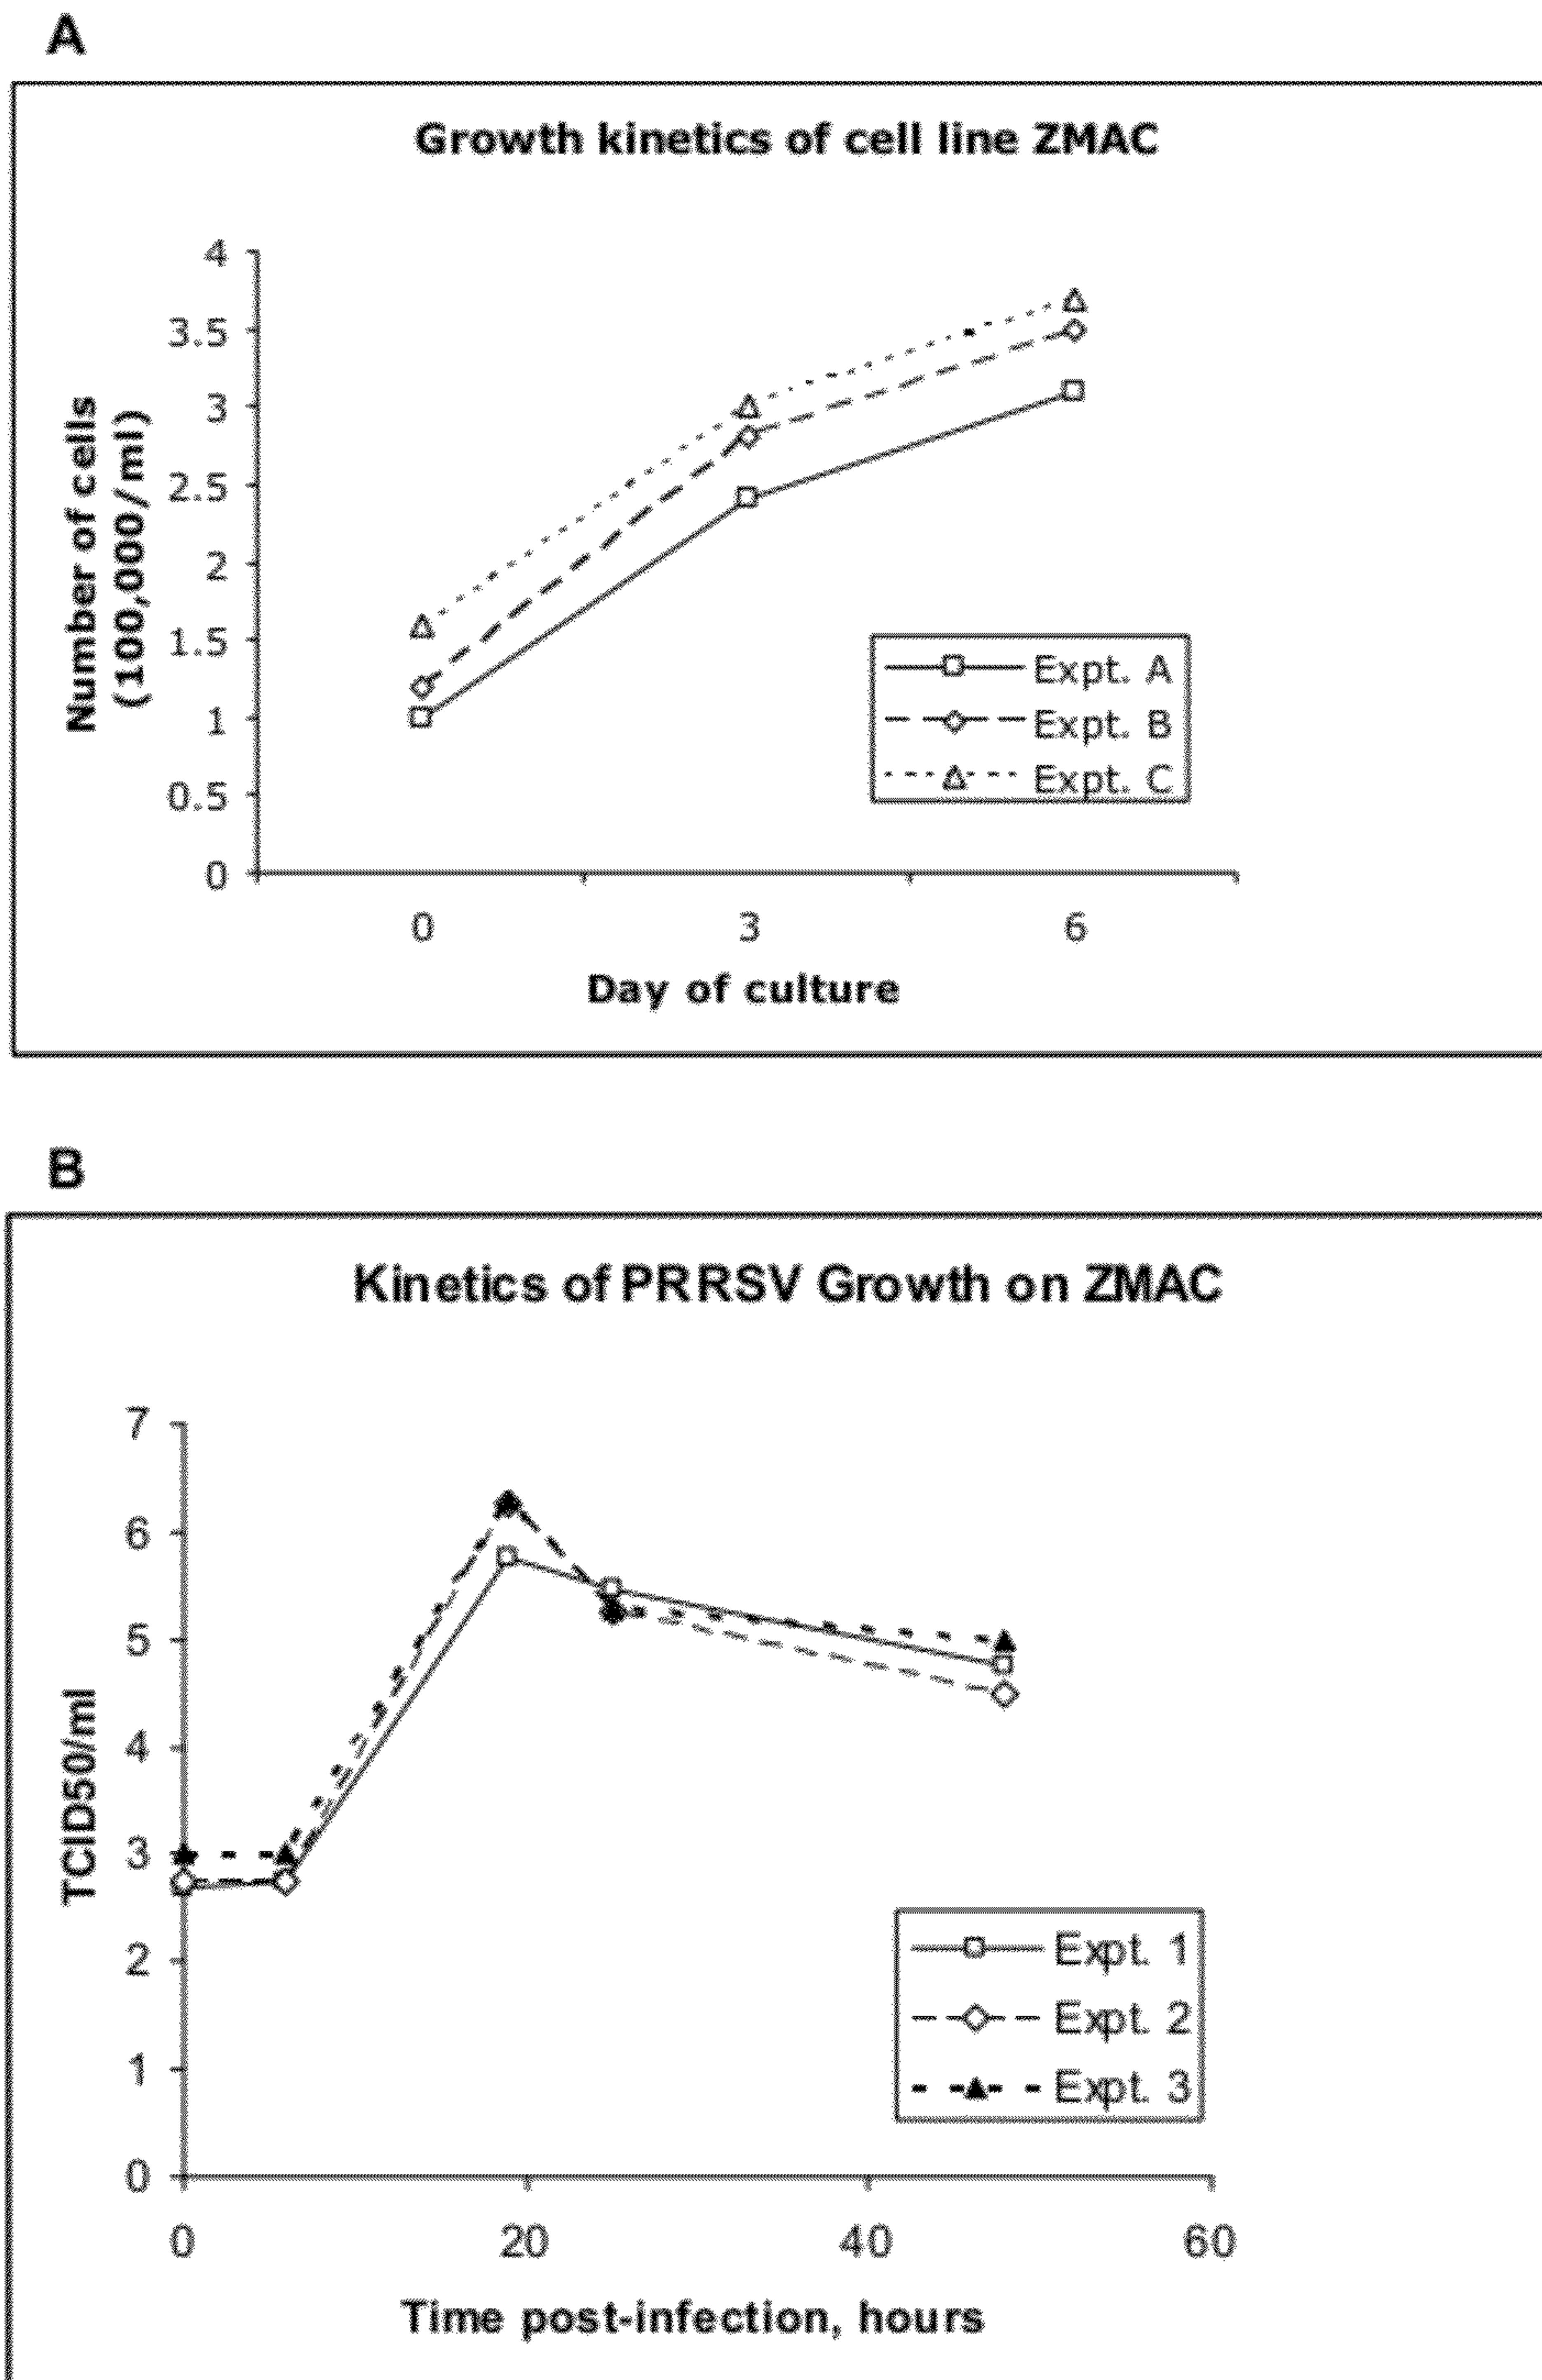 A
Growth kinetics of cell line ZMAC
4
3.5
3
2.5
2
1.5
1
0.5
0
Number of cells
(100,000/ml)
Expt. A
Expt. B
Expt. C
0 3 6
Day of culture
B
Kinetics of PRRSV Growth on ZMAC
7
6
5
4
3
2
1
0
TCID50/ml
Expt. 1
Expt. 2
Expt. 3
0 20 40 60
Time post-infection, hours